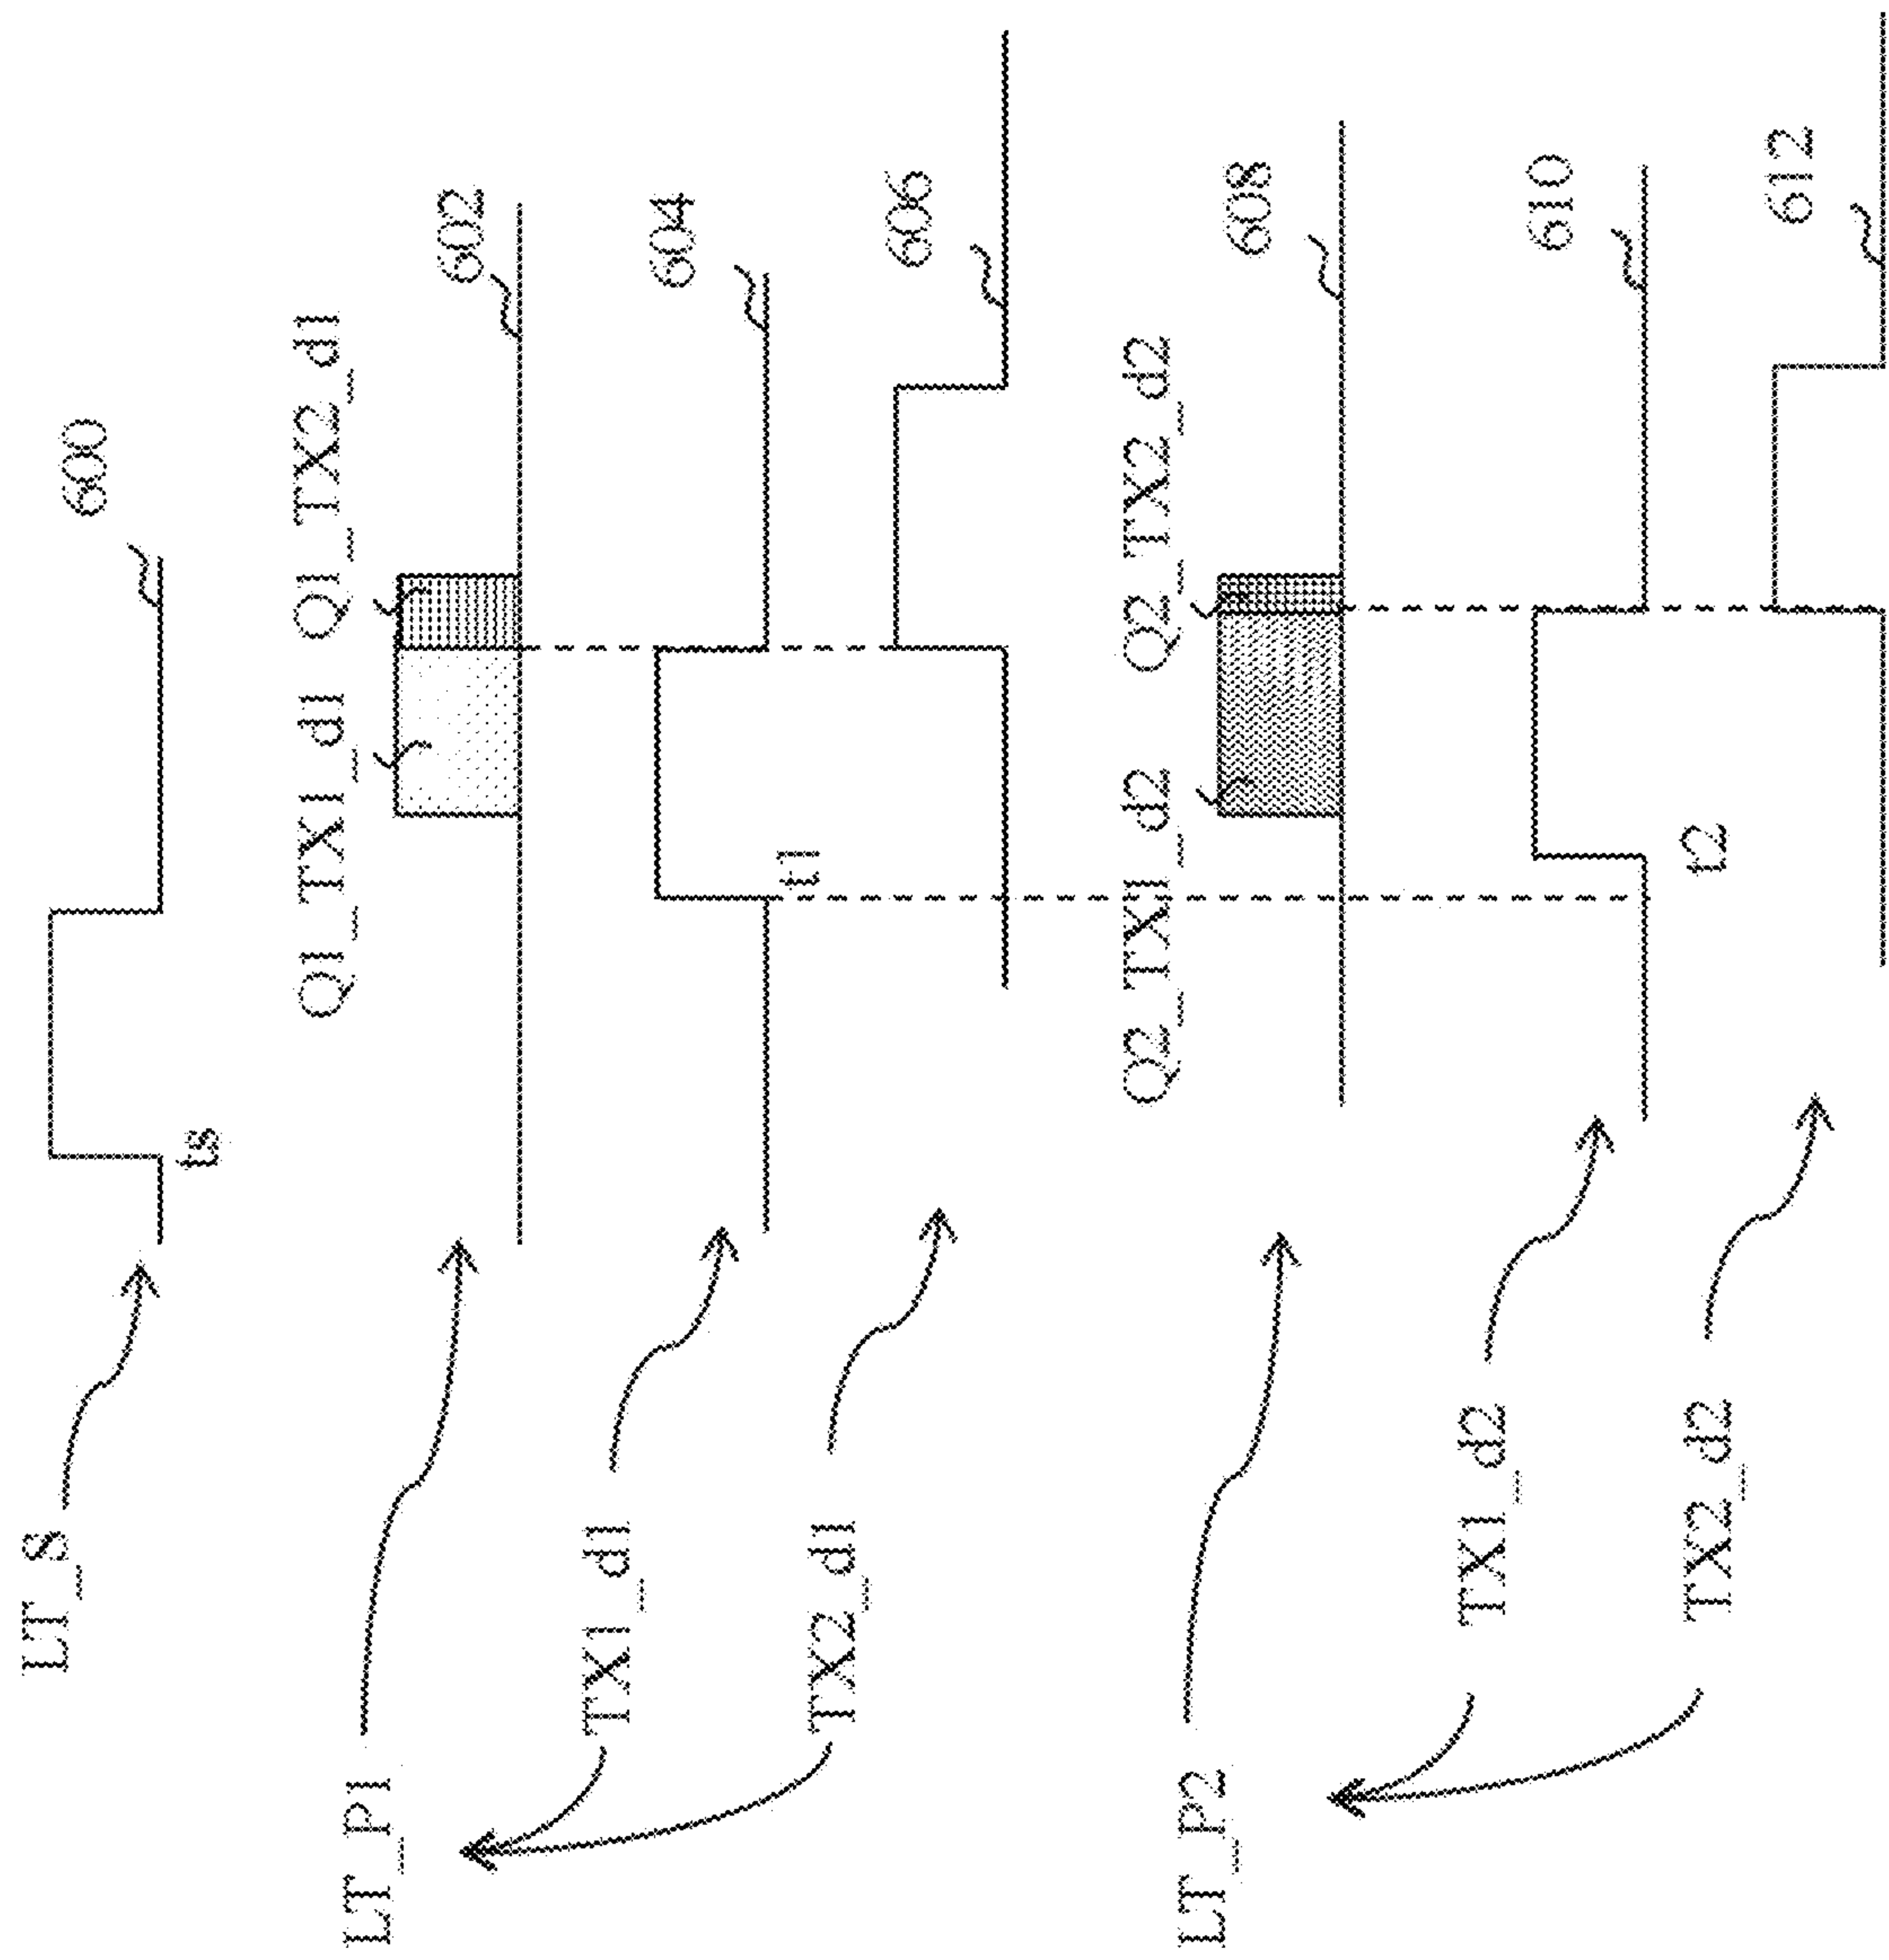 LT_S
ts
600
LT_P1
Q1_TX1_d1
Q1_TX2_d1
602
TX1_d1
t1
604
TX2_d1
606
LT_P2
Q2_TX1_d2
Q2_TX2_d2
608
TX1_d2
t2
610
TX2_d2
612